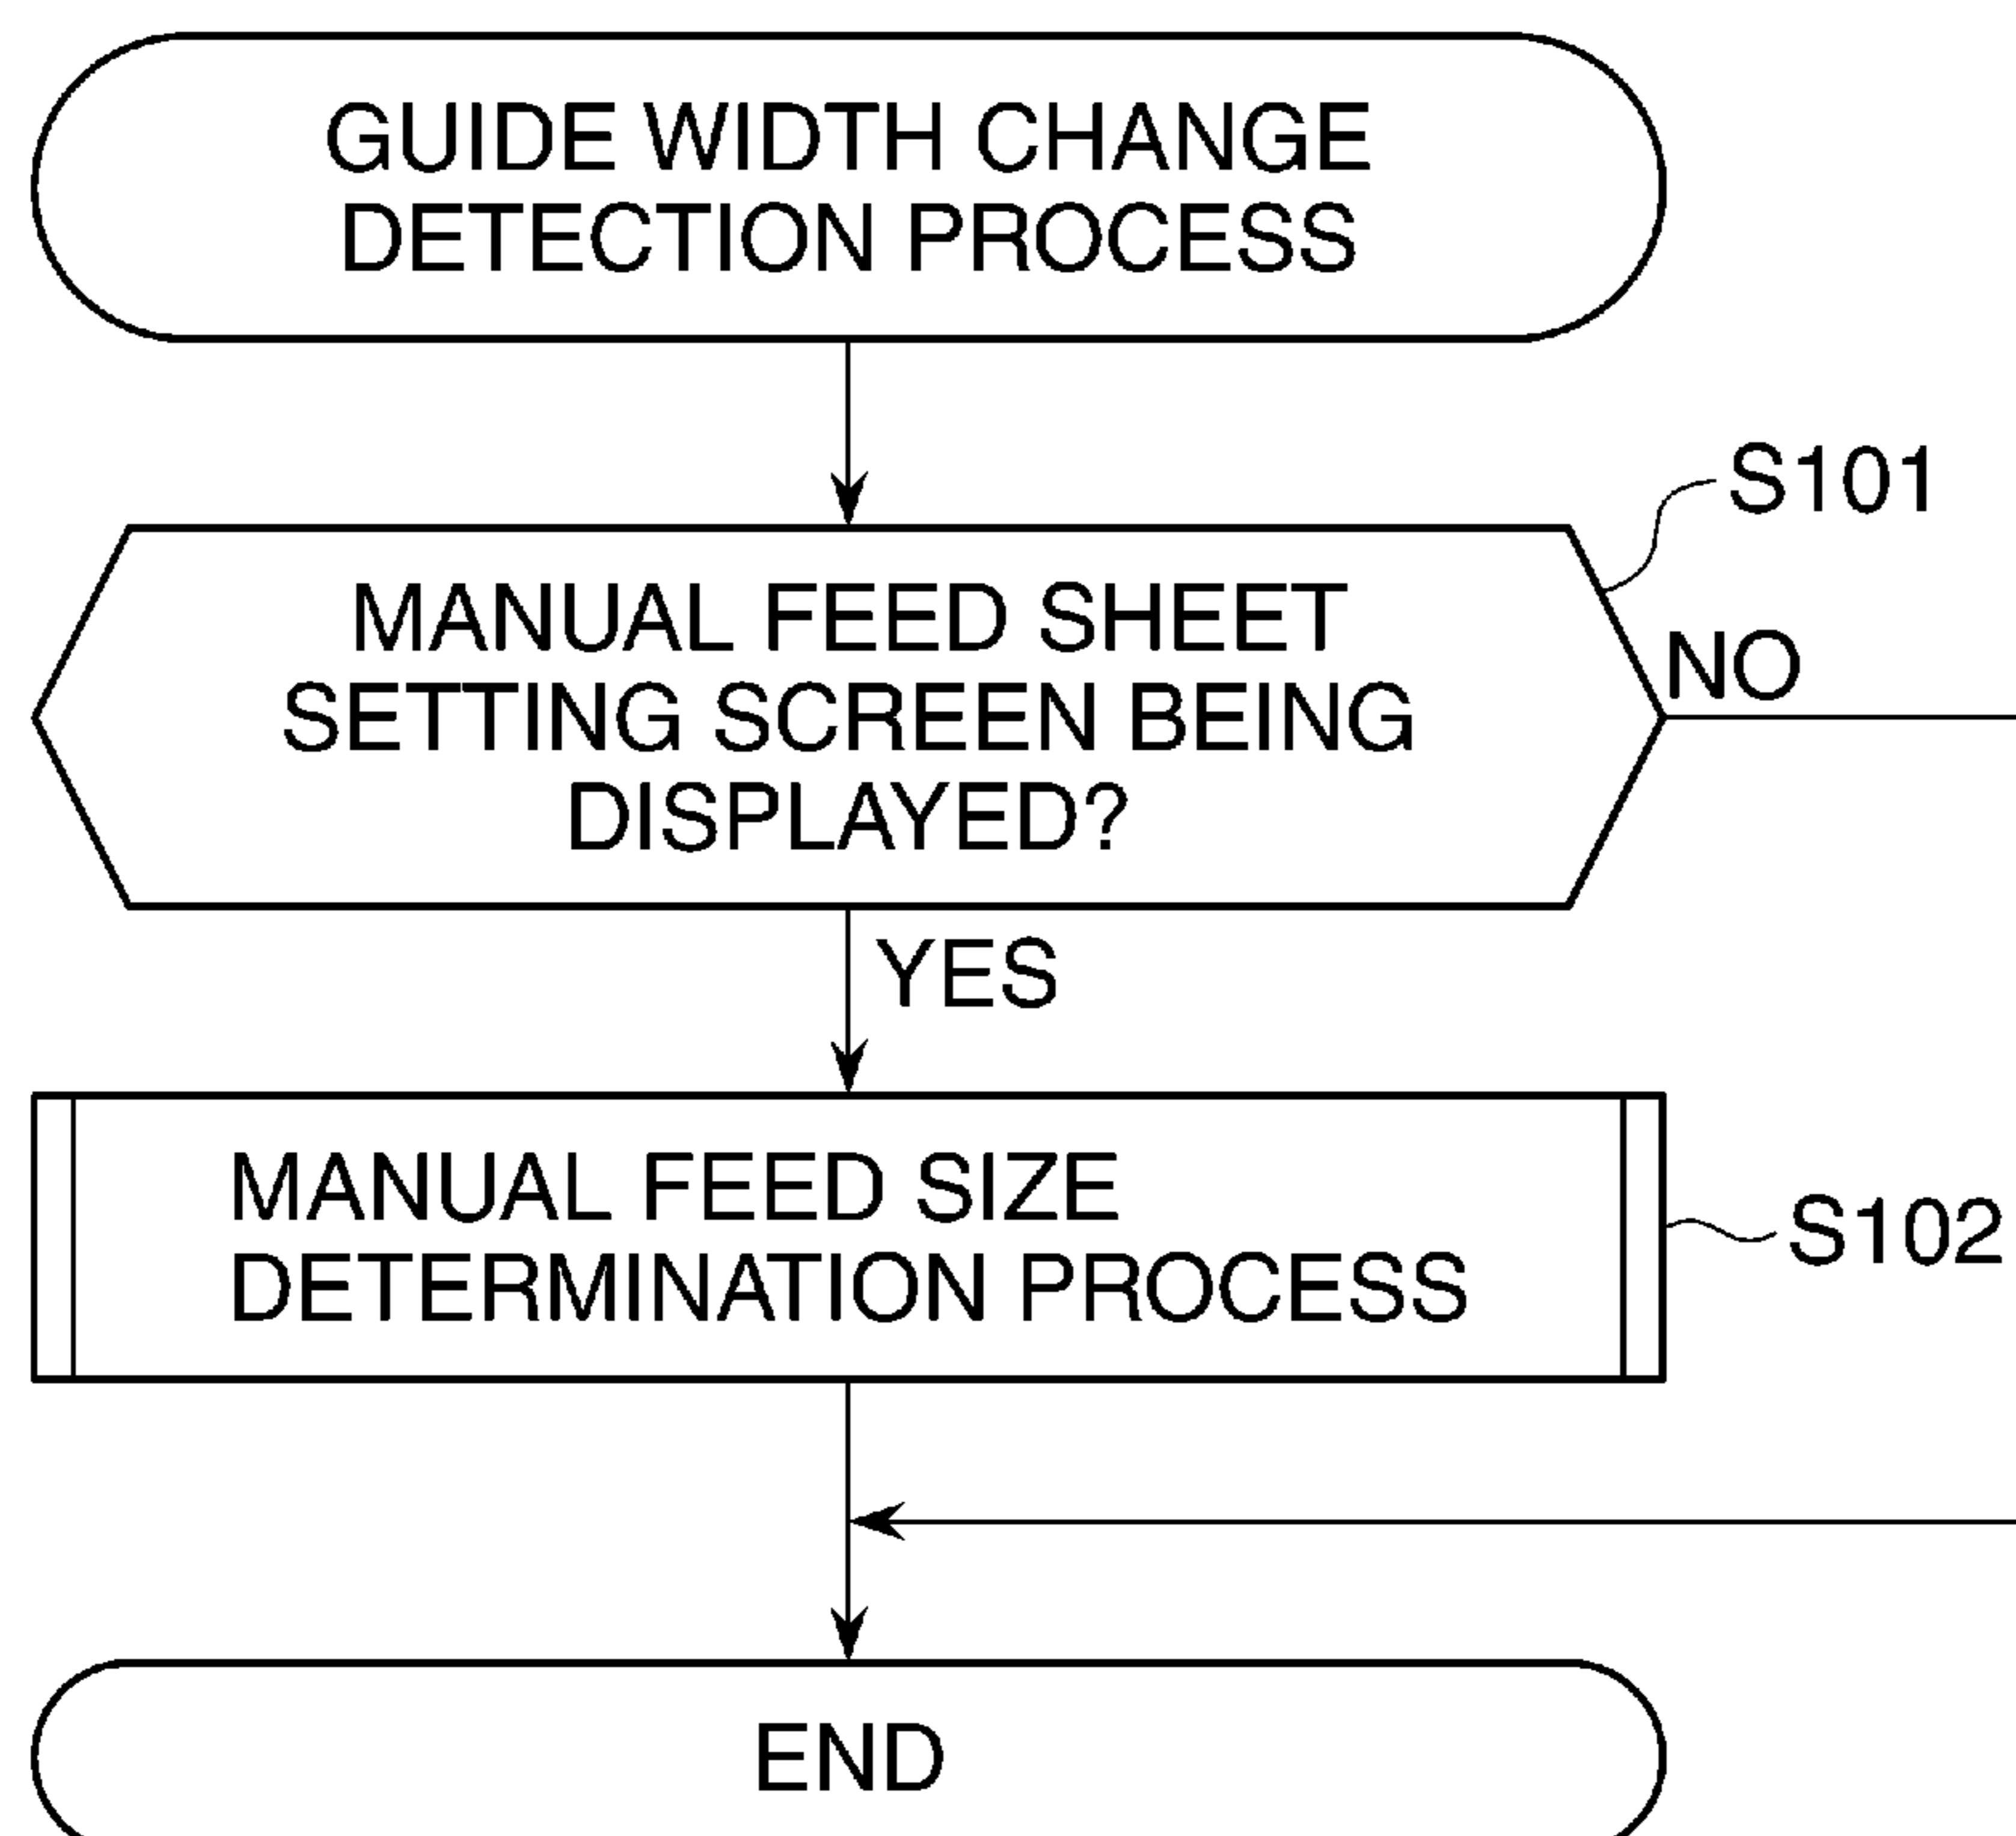 GUIDE WIDTH CHANGE
DETECTION PROCESS
S101
MANUAL FEED SHEET
SETTING SCREEN BEING
DISPLAYED?
NO
YES
MANUAL FEED SIZE
DETERMINATION PROCESS
S102
END